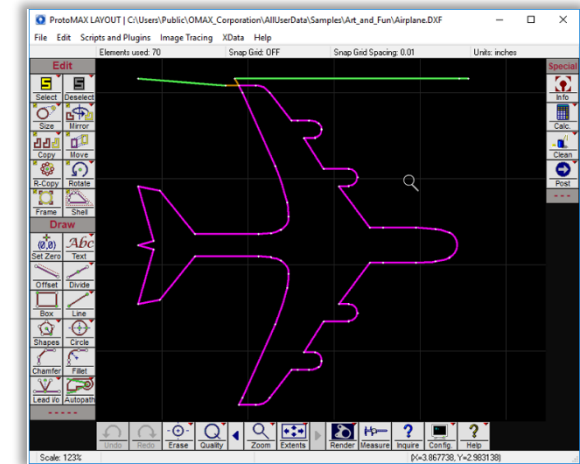 ProtoMAX LAYOUT | C:\Users\Public\OMAX_Corporation\AllUserData\Samples\Art_and_Fun\Airplane.DXF
File Edit Scripts and Plugins Image Tracing XData Help
Elements used: 70 Snap Grid: OFF Snap Grid Spacing: 0.01 Units: inches
Edit
Special
Select Deselect
Info
Size Mirror
Calc.
Copy Move
Clean
R-Copy Rotate
Post
Frame Shell
Draw
(0,0) Abc
Set Zero Text
Offset Divide
Box Line
Shapes Circle
Chamfer Fillet
Lead i/o Autopath
Undo Redo Erase Quality Zoom Extents Render Measure Inquire Config. Help
Scale: 123% (X=3.867738, Y=2.983138)